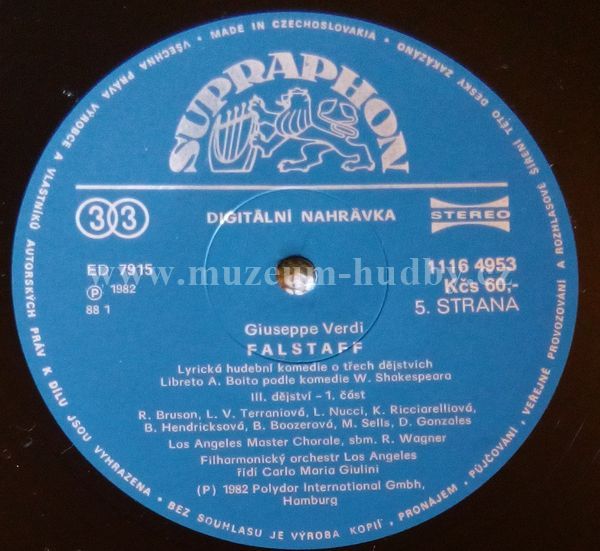 VŠECHNA PRÁVA VÝROBCE A VLASTNÍKŮ AUTORSKÝCH PRÁV K DÍLU JSOU VYHRAZENA • BEZ SOUHLASU JE VÝROBA KOPIÍ, PRONÁJEM, PŮJČOVÁNÍ, VEŘEJNÉ PROVOZOVÁNÍ A ROZHLASOVÉ ŠÍŘENÍ TÉTO DESKY ZAKÁZÁNO • MADE IN CZECHOSLOVAKIA •
SUPRAPHON
33 DIGITÁLNÍ NAHRÁVKA STEREO
www.muzeum-hudby.cz
ED 7915 1116 4953
Ⓟ 1982 Kčs 60,-
88 1 5. STRANA
Giuseppe Verdi
FALSTAFF
Lyrická hudební komedie o třech dějstvích
Libreto A. Boito podle komedie W. Shakespeara
III. dějství – 1. část
R. Bruson, L. V. Terraniová, L. Nucci, K. Ricciarelliová,
B. Hendricksová, B. Boozerová, M. Sells, D. Gonzales
Los Angeles Master Chorale, sbm. R. Wagner
Filharmonický orchestr Los Angeles
řídí Carlo Maria Giulini
(P) 1982 Polydor International Gmbh,
Hamburg